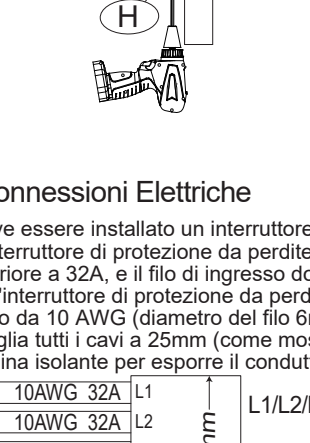 H
onnessioni Elettriche
ve essere installato un interruttore
terruttore di protezione da perdite
riore a 32A, e il filo di ingresso do
'interruttore di protezione da perd
o da 10 AWG (diametro del filo 6m
glia tutti i cavi a 25mm (come mos
ina isolante per esporre il condutt
10AWG 32A L1
L1/L2/
10AWG 32A L2
mm